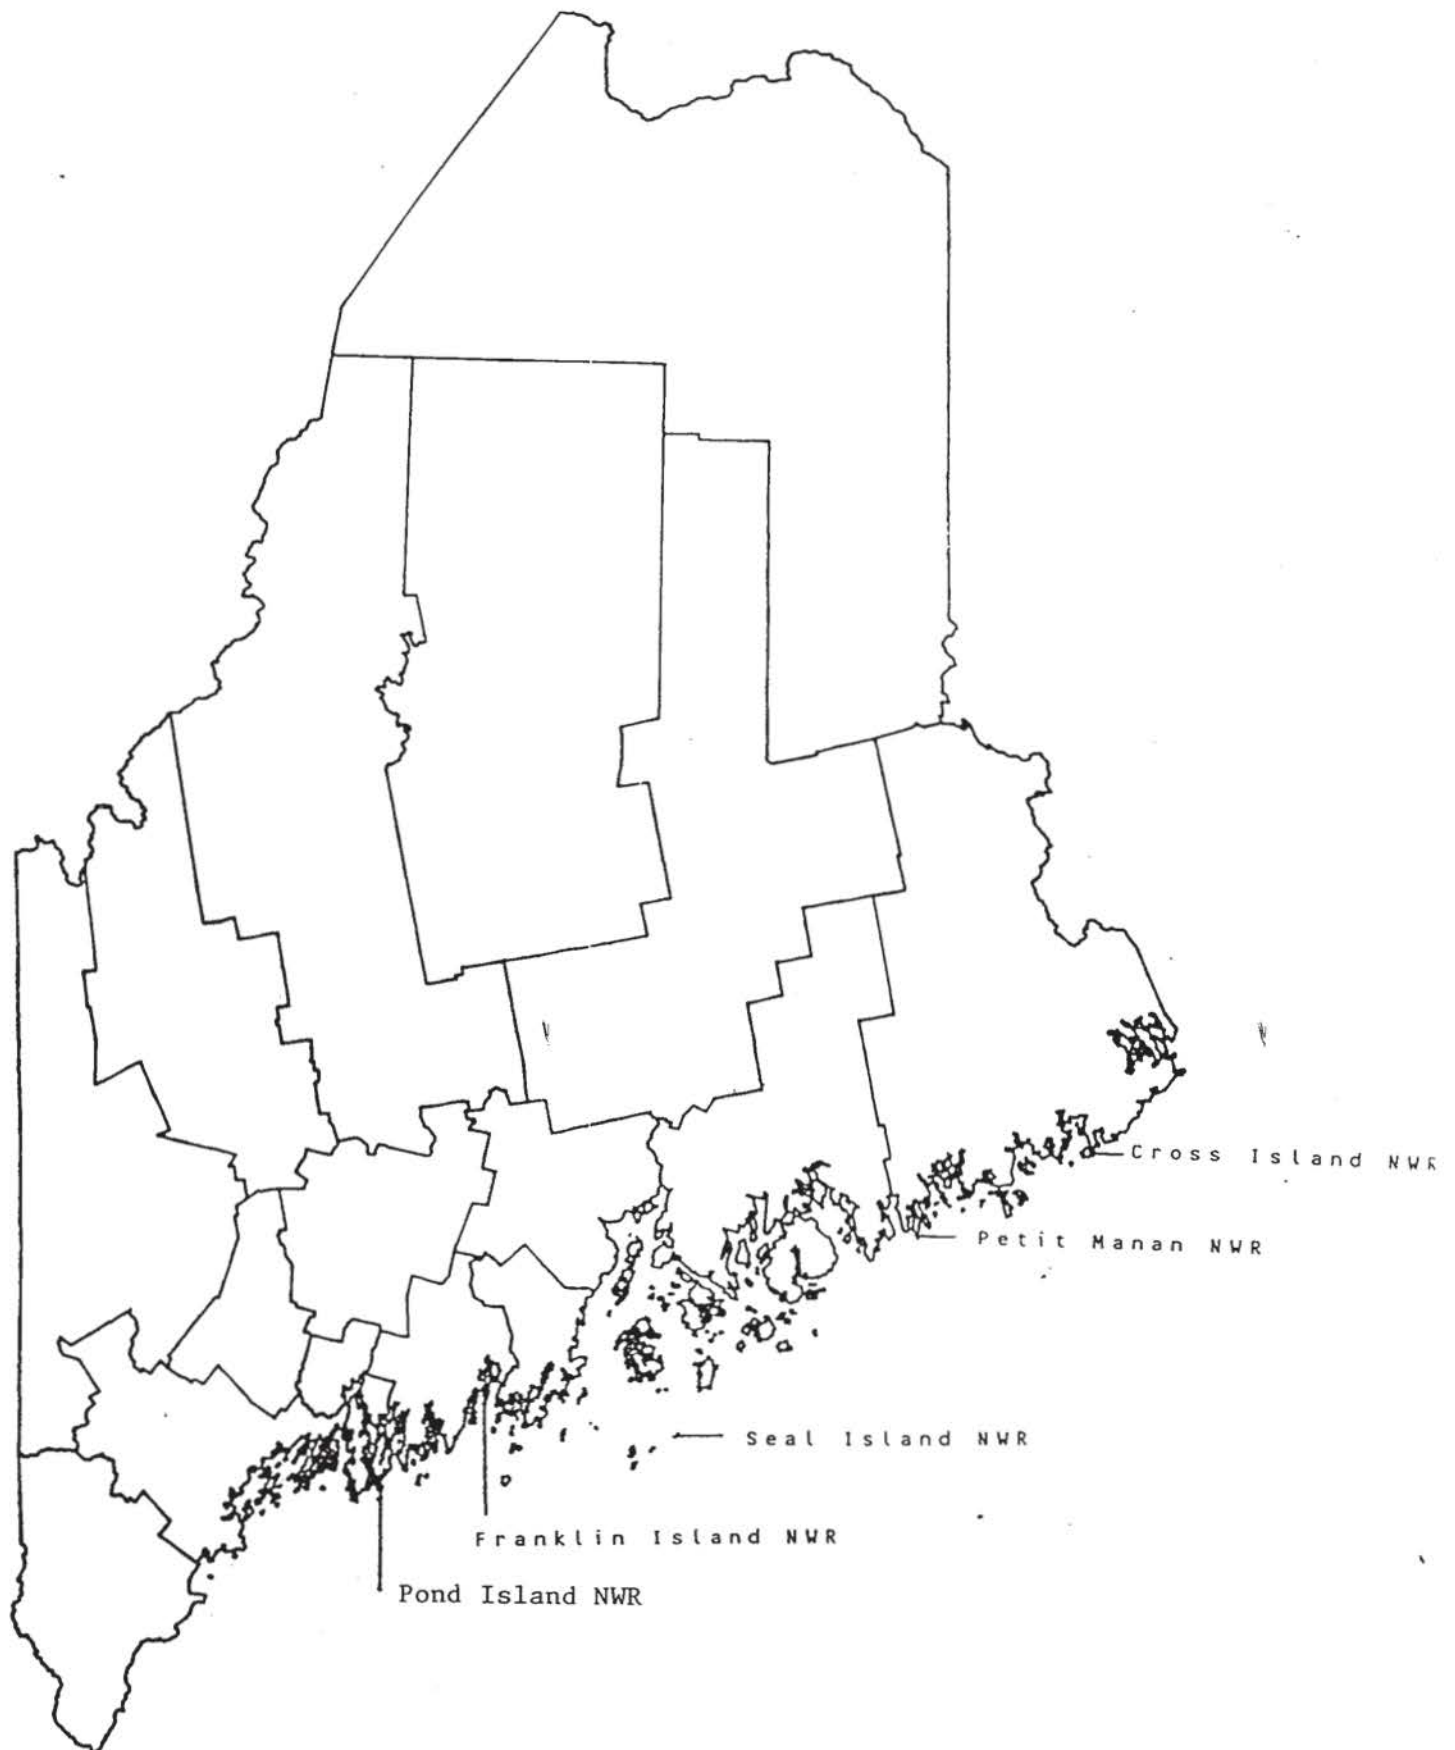 Cross Island NWR
Petit Manan NWR
Seal Island NWR
Franklin Island NWR
Pond Island NWR